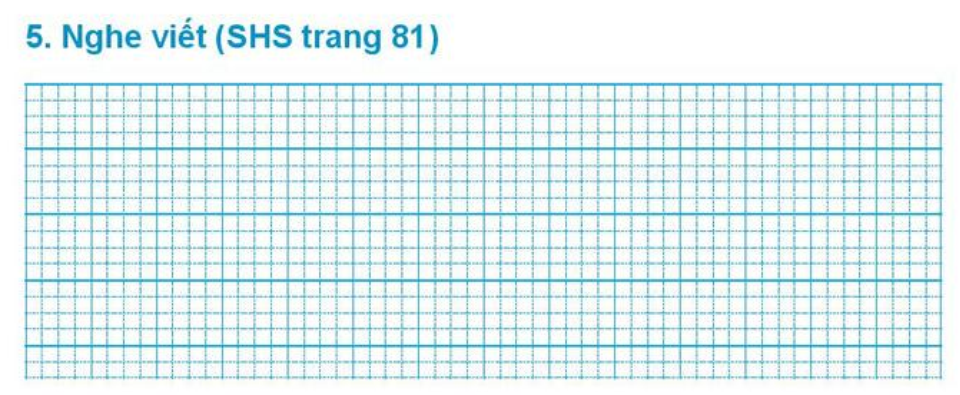 5. Nghe viết (SHS trang 81)